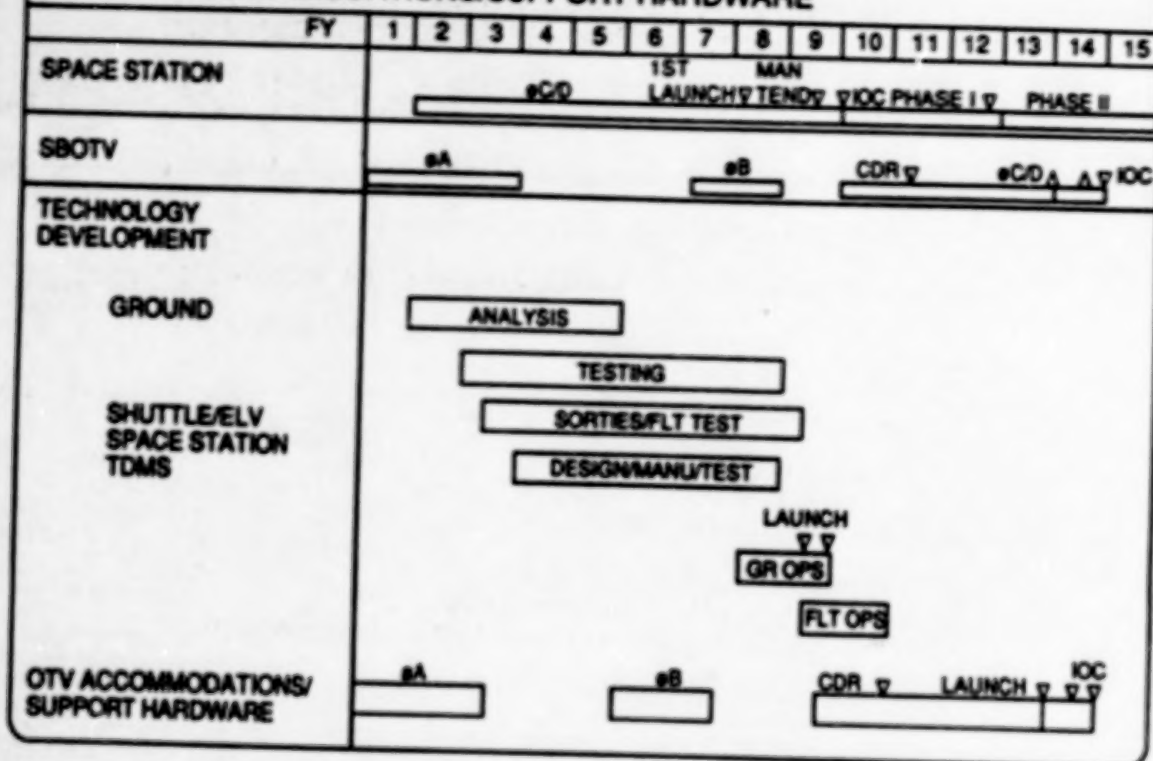 FY 1 2 3 4 5 6 7 8 9 10 11 12 13 14 15
SPACE STATION
1ST MAN
øC/D LAUNCH TEND IOC PHASE I PHASE II
SBOTV
øA øB CDR øC/D IOC
TECHNOLOGY
DEVELOPMENT
GROUND
ANALYSIS
TESTING
SHUTTLE/ELV
SORTIES/FLT TEST
SPACE STATION
TDMS
DESIGN/MANU/TEST
LAUNCH
GR OPS
FLT OPS
OTV ACCOMMODATIONS/
SUPPORT HARDWARE
øA øB CDR LAUNCH IOC